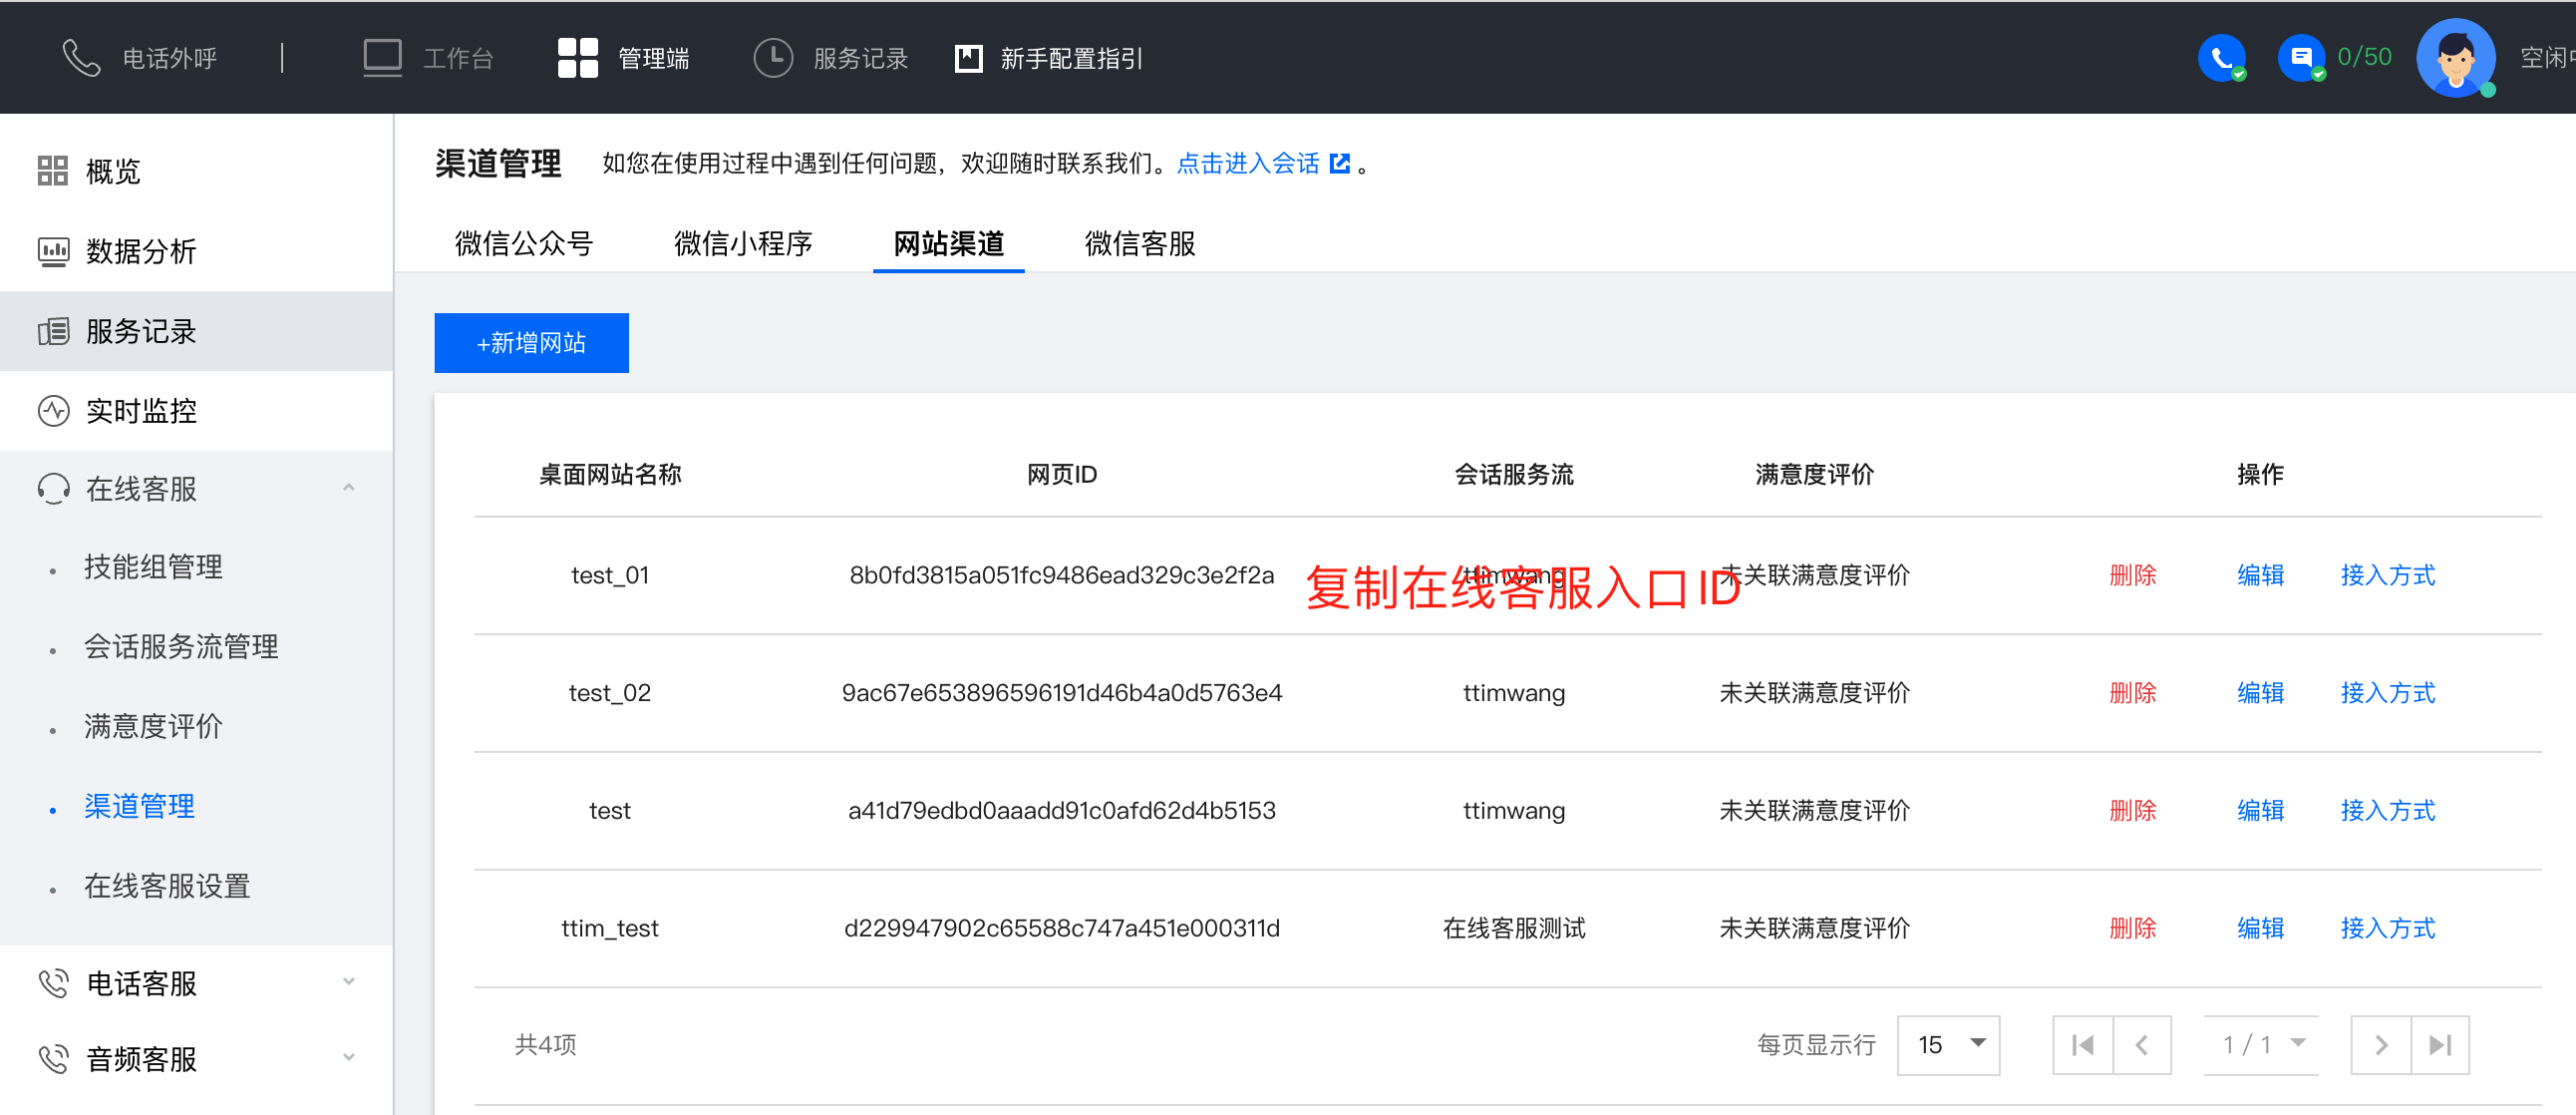 电话外呼 | 工作台 管理端 服务记录 新手配置指引 0/50 空闲
概览
数据分析
服务记录
实时监控
在线客服
技能组管理
会话服务流管理
满意度评价
渠道管理
在线客服设置
电话客服
音频客服
渠道管理 如您在使用过程中遇到任何问题，欢迎随时联系我们。点击进入会话 。
微信公众号 微信小程序 网站渠道 微信客服
+新增网站
桌面网站名称 网页ID 会话服务流 满意度评价 操作
test_01 8b0fd3815a051fc9486ead329c3e2f2a ttimwang 未关联满意度评价 删除 编辑 接入方式
复制在线客服入口 ID
test_02 9ac67e653896596191d46b4a0d5763e4 ttimwang 未关联满意度评价 删除 编辑 接入方式
test a41d79edbd0aaadd91c0afd62d4b5153 ttimwang 未关联满意度评价 删除 编辑 接入方式
ttim_test d229947902c65588c747a451e000311d 在线客服测试 未关联满意度评价 删除 编辑 接入方式
共4项 每页显示行 15 1 / 1